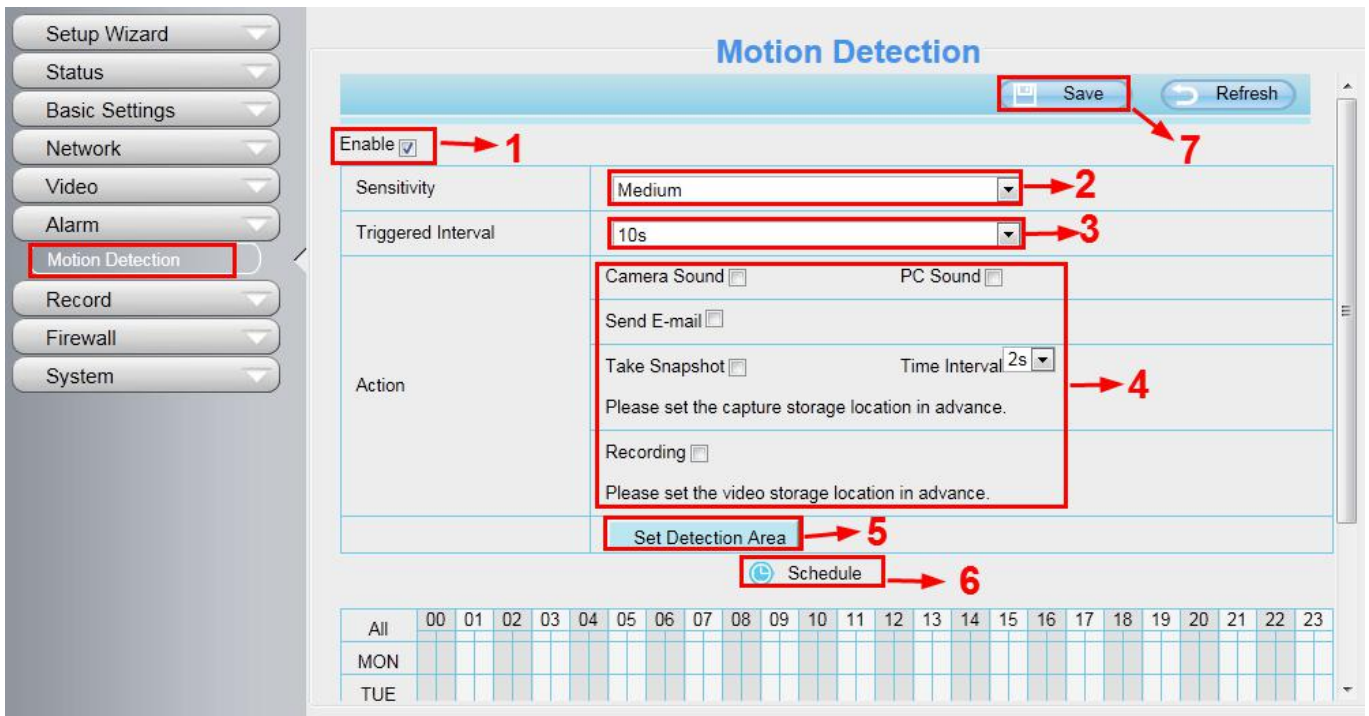 Setup Wizard
Status
Basic Settings
Network
Video
Alarm
Motion Detection
Record
Firewall
System
Motion Detection
Save Refresh
7
Enable 1
Sensitivity Medium 2
Triggered Interval 10s 3
Action
Camera Sound PC Sound
Send E-mail
Take Snapshot Time Interval 2s
Please set the capture storage location in advance.
4
Recording
Please set the video storage location in advance.
Set Detection Area 5
Schedule 6
All 00 01 02 03 04 05 06 07 08 09 10 11 12 13 14 15 16 17 18 19 20 21 22 23
MON
TUE